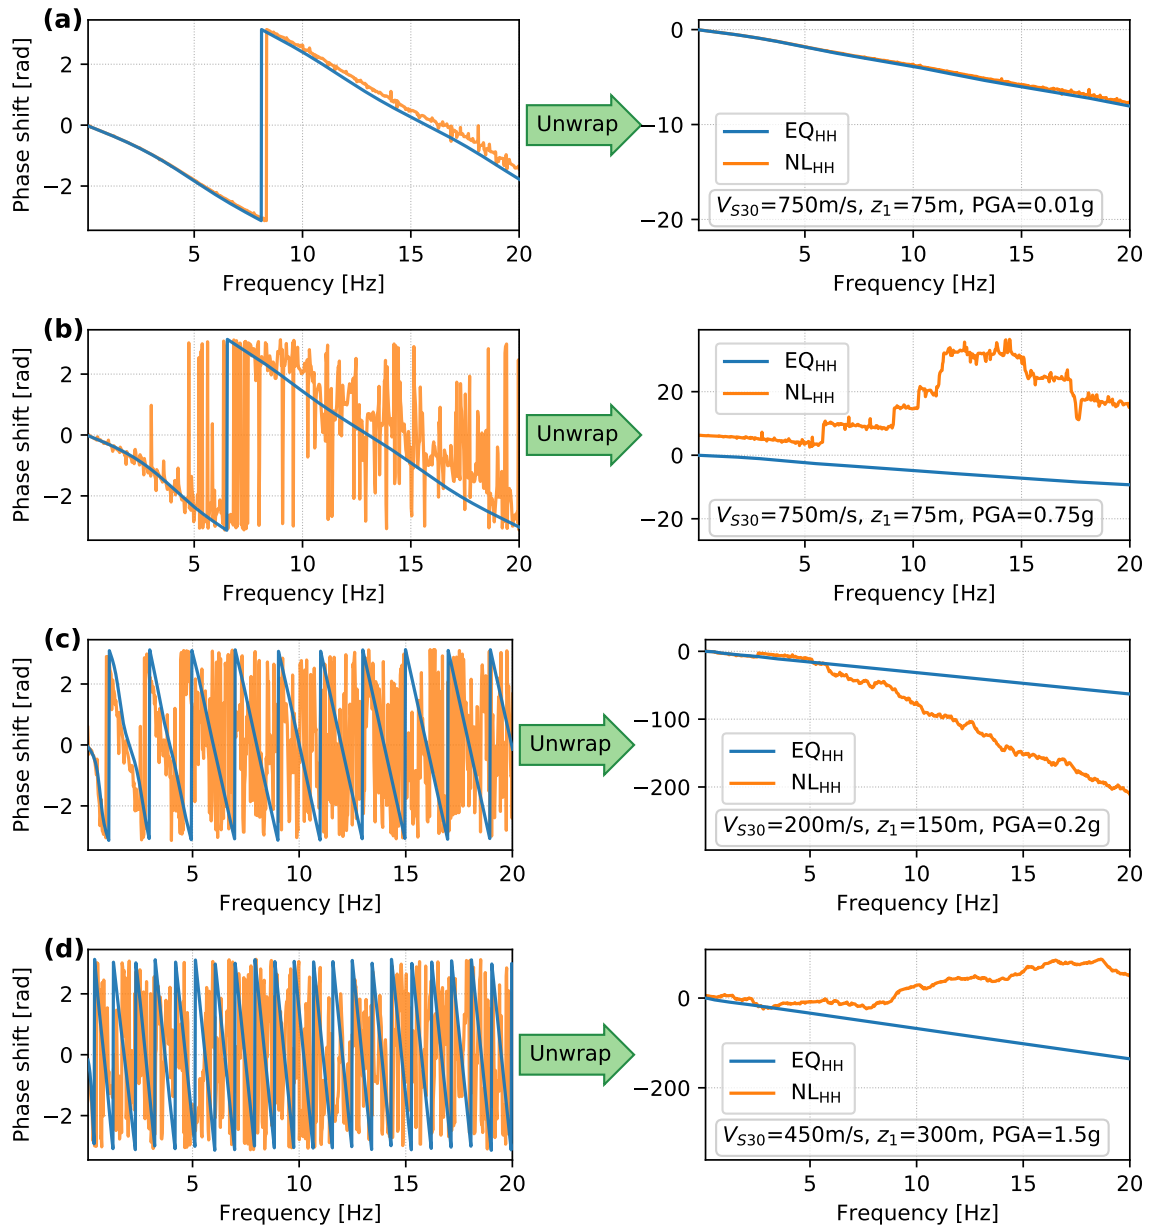 (a)
Phase shift [rad]
2
0
−2
5
10
15
20
Frequency [Hz]
Unwrap
0
−10
−20
EQHH
NLHH
VS30=750m/s, z1=75m, PGA=0.01g
5
10
15
20
Frequency [Hz]
(b)
Phase shift [rad]
2
0
−2
5
10
15
20
Frequency [Hz]
Unwrap
20
0
−20
EQHH
NLHH
VS30=750m/s, z1=75m, PGA=0.75g
5
10
15
20
Frequency [Hz]
(c)
Phase shift [rad]
2
0
−2
5
10
15
20
Frequency [Hz]
Unwrap
0
−100
−200
EQHH
NLHH
VS30=200m/s, z1=150m, PGA=0.2g
5
10
15
20
Frequency [Hz]
(d)
Phase shift [rad]
2
0
−2
5
10
15
20
Frequency [Hz]
Unwrap
0
−200
EQHH
NLHH
VS30=450m/s, z1=300m, PGA=1.5g
5
10
15
20
Frequency [Hz]